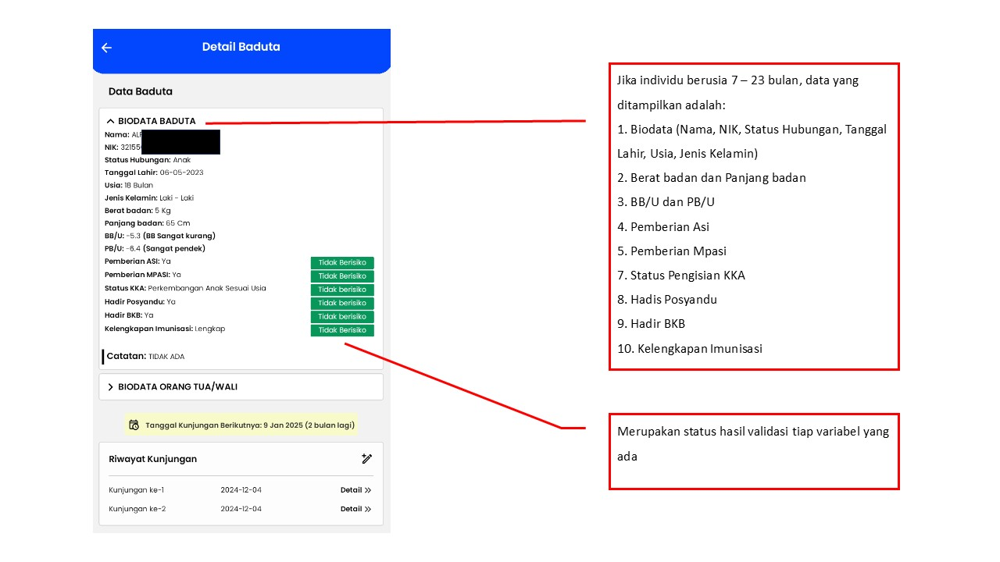 Detail Baduta
Data Baduta
BIODATA BADUTA
Nama: ALF
NIK: 32155
Status Hubungan: Anak
Tanggal Lahir: 06-05-2023
Usia: 18 Bulan
Jenis Kelamin: Laki - Laki
Berat badan: 5 Kg
Panjang badan: 65 Cm
BB/U: -5.3 (BB Sangat kurang)
PB/U: -6.4 (Sangat pendek)
Pemberian ASI: Ya Tidak Berisiko
Pemberian MPASI: Ya Tidak Berisiko
Status KKA: Perkembangan Anak Sesuai Usia Tidak berisiko
Hadir Posyandu: Ya Tidak berisiko
Hadir BKB: Ya Tidak berisiko
Kelengkapan Imunisasi: Lengkap Tidak Berisiko
Catatan: TIDAK ADA
BIODATA ORANG TUA/WALI
Tanggal Kunjungan Berikutnya: 9 Jan 2025 (2 bulan lagi)
Riwayat Kunjungan
Kunjungan ke-1 2024-12-04 Detail
Kunjungan ke-2 2024-12-04 Detail
Jika individu berusia 7 – 23 bulan, data yang
ditampilkan adalah:
1. Biodata (Nama, NIK, Status Hubungan, Tanggal
Lahir, Usia, Jenis Kelamin)
2. Berat badan dan Panjang badan
3. BB/U dan PB/U
4. Pemberian Asi
5. Pemberian Mpasi
7. Status Pengisian KKA
8. Hadis Posyandu
9. Hadir BKB
10. Kelengkapan Imunisasi
Merupakan status hasil validasi tiap variabel yang
ada